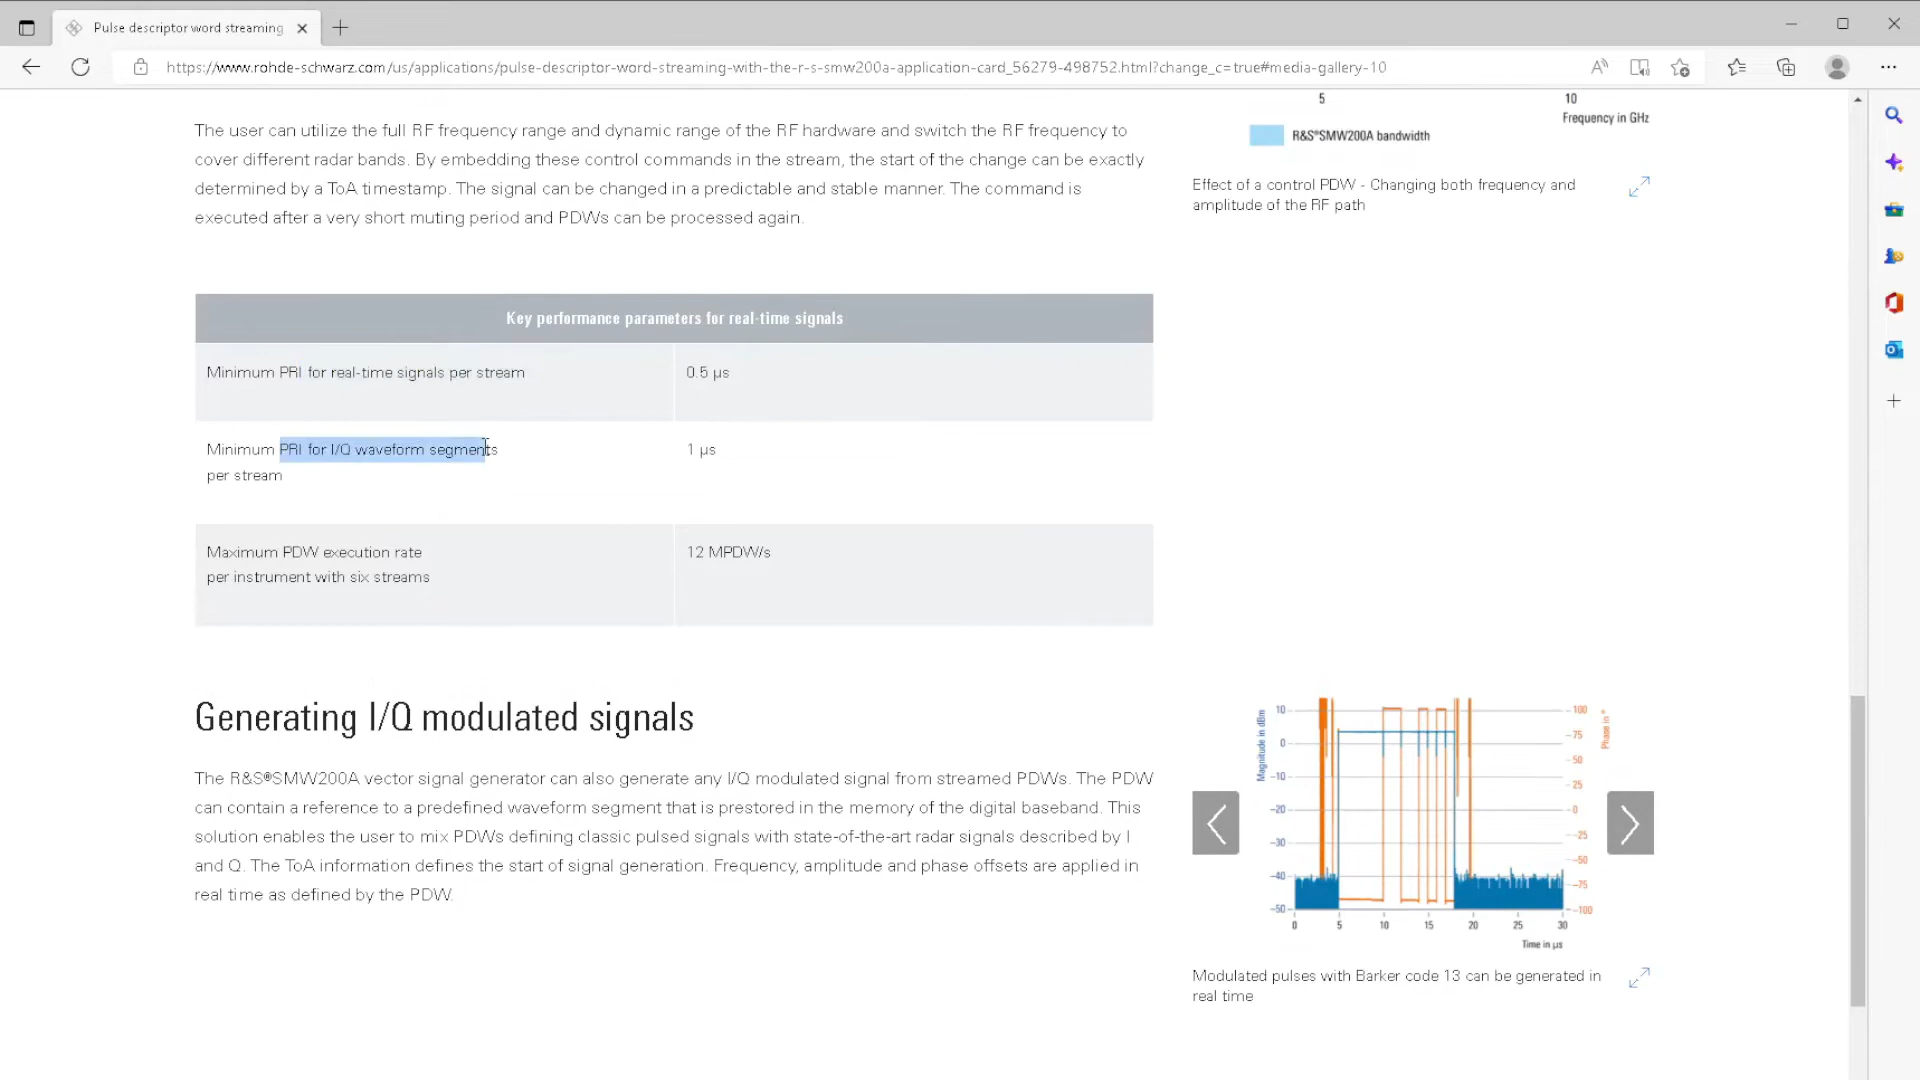 Pulse descriptor word streaming
https://www.rohde-schwarz.com/us/applications/pulse-descriptor-word-streaming-with-the-r-s-smw200a-application-card_56279-498752.html?change_c=true#media-gallery-10
The user can utilize the full RF frequency range and dynamic range of the RF hardware and switch the RF frequency to
cover different radar bands. By embedding these control commands in the stream, the start of the change can be exactly
determined by a ToA timestamp. The signal can be changed in a predictable and stable manner. The command is
executed after a very short muting period and PDWs can be processed again.
5 10
Frequency in GHz
R&S®SMW200A bandwidth
Effect of a control PDW - Changing both frequency and
amplitude of the RF path
Key performance parameters for real-time signals
Minimum PRI for real-time signals per stream 0.5 µs
Minimum PRI for I/Q waveform segments 1 µs
per stream
Maximum PDW execution rate 12 MPDW/s
per instrument with six streams
Generating I/Q modulated signals
The R&S®SMW200A vector signal generator can also generate any I/Q modulated signal from streamed PDWs. The PDW
can contain a reference to a predefined waveform segment that is prestored in the memory of the digital baseband. This
solution enables the user to mix PDWs defining classic pulsed signals with state-of-the-art radar signals described by I
and Q. The ToA information defines the start of signal generation. Frequency, amplitude and phase offsets are applied in
real time as defined by the PDW.
Magnitude in dBm
10
0
-10
-20
-30
-40
-50
Phase in °
100
75
50
25
0
-25
-50
-75
-100
0 5 10 15 20 25 30
Time in µs
Modulated pulses with Barker code 13 can be generated in
real time